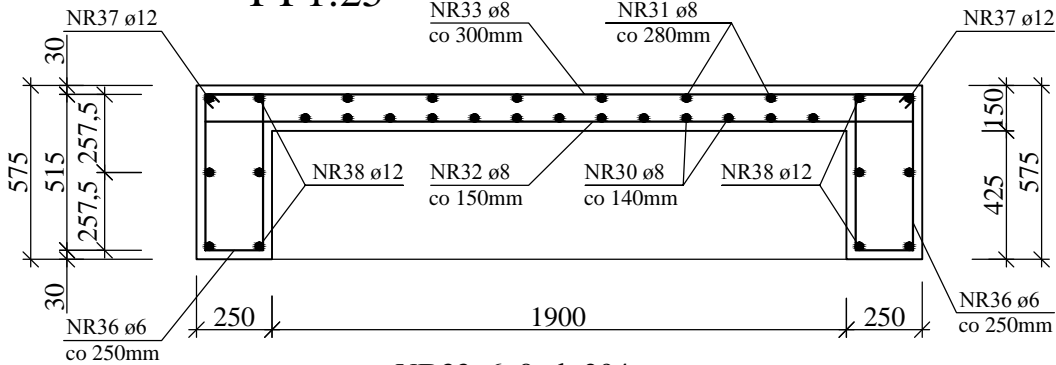 NR37 ø12
NR33 ø8
co 300mm
NR31 ø8
co 280mm
NR37 ø12
30
575
515
257,5
257,5
30
150
425
575
NR38 ø12
NR32 ø8
co 150mm
NR30 ø8
co 140mm
NR38 ø12
NR36 ø6
co 250mm
250
1900
250
NR36 ø6
co 250mm